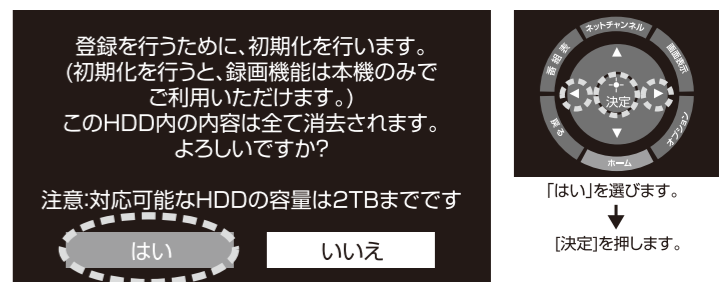 登録を行うために、初期化を行います。
(初期化を行うと、録画機能は本機のみで
ご利用いただけます。)
このHDD内の内容は全て消去されます。
よろしいですか?
注意:対応可能なHDDの容量は2TBまでです
はい
いいえ
ネットチャンネル
番組表
画面表示
決定
戻る
オプション
ホーム
「はい」を選びます。
[決定]を押します。